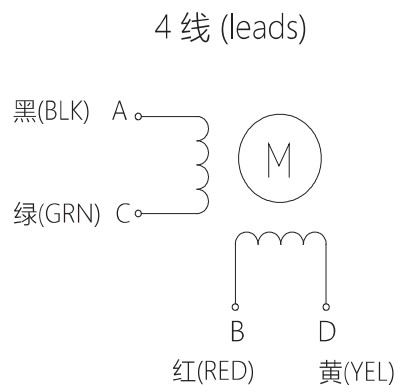 4 线 (leads)
黑(BLK) A
M
绿(GRN) C
B D
红(RED) 黄(YEL)